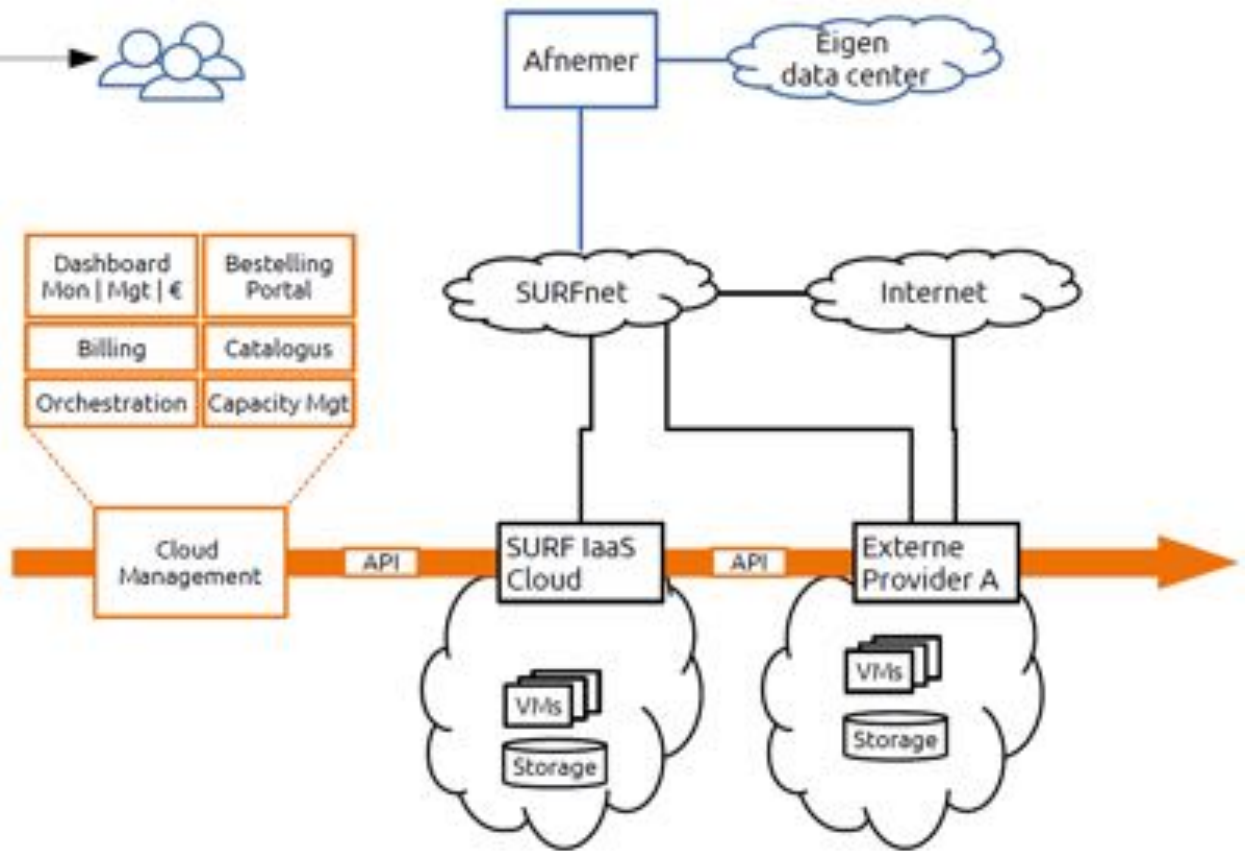 Afnemer
Eigen
data center
Dashboard
Mon | Mgt | €
Bestelling
Portal
SURFnet
Internet
Billing
Catalogus
Orchestration
Capacity Mgt
Cloud
Management
API
SURF IaaS
Cloud
API
Externe
Provider A
VMs
Storage
VMs
Storage